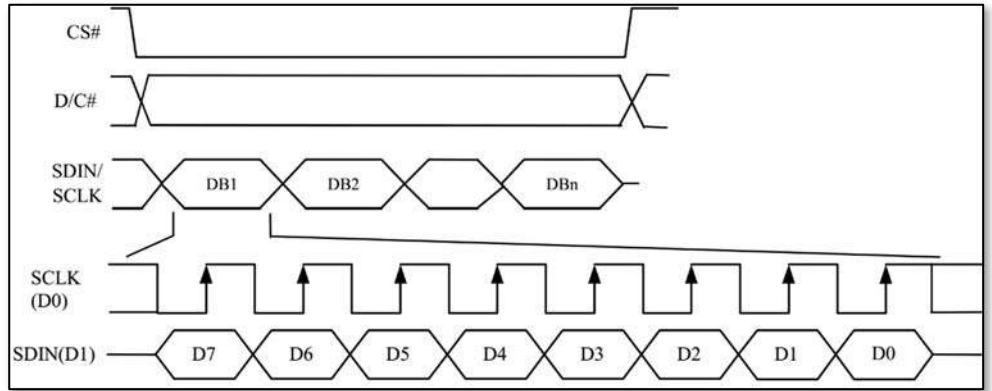 CS#
D/C#
SDIN/
SCLK
DB1 DB2 DBn
SCLK
(D0)
SDIN(D1) D7 D6 D5 D4 D3 D2 D1 D0